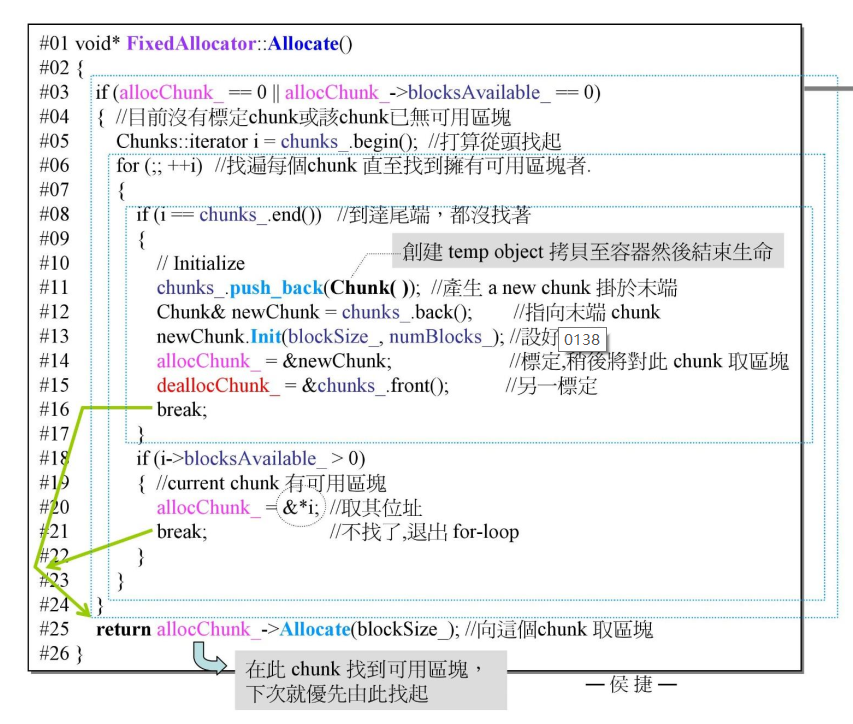 #01 void* FixedAllocator::Allocate()
#02 {
#03 if (allocChunk_ == 0 || allocChunk_->blocksAvailable_ == 0)
#04 { //目前沒有標定chunk或該chunk已無可用區塊
#05 Chunks::iterator i = chunks_.begin(); //打算從頭找起
#06 for (;; ++i) //找遍每個chunk 直至找到擁有可用區塊者.
#07 {
#08 if (i == chunks_.end()) //到達尾端，都沒找著
#09 {
創建 temp object 拷貝至容器然後結束生命
#10 // Initialize
#11 chunks_.push_back(Chunk( )); //產生 a new chunk 掛於末端
#12 Chunk& newChunk = chunks_.back(); //指向末端 chunk
#13 newChunk.Init(blockSize_, numBlocks_); //設好
0138
#14 allocChunk_ = &newChunk; //標定,稍後將對此 chunk 取區塊
#15 deallocChunk_ = &chunks_.front(); //另一標定
#16 break;
#17 }
#18 if (i->blocksAvailable_ > 0)
#19 { //current chunk 有可用區塊
#20 allocChunk_ = &*i; //取其位址
#21 break; //不找了,退出 for-loop
#22 }
#23 }
#24 }
#25 return allocChunk_->Allocate(blockSize_); //向這個chunk 取區塊
#26 }
在此 chunk 找到可用區塊，
下次就優先由此找起
—侯捷—